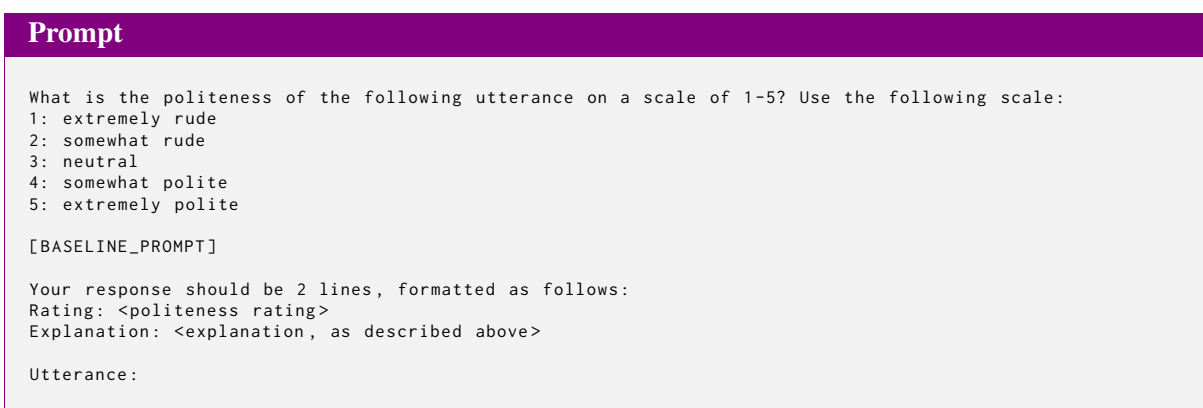 Prompt
What is the politeness of the following utterance on a scale of 1-5? Use the following scale:
1: extremely rude
2: somewhat rude
3: neutral
4: somewhat polite
5: extremely polite
[BASELINE_PROMPT]
Your response should be 2 lines, formatted as follows:
Rating: <politeness rating>
Explanation: <explanation, as described above>
Utterance: